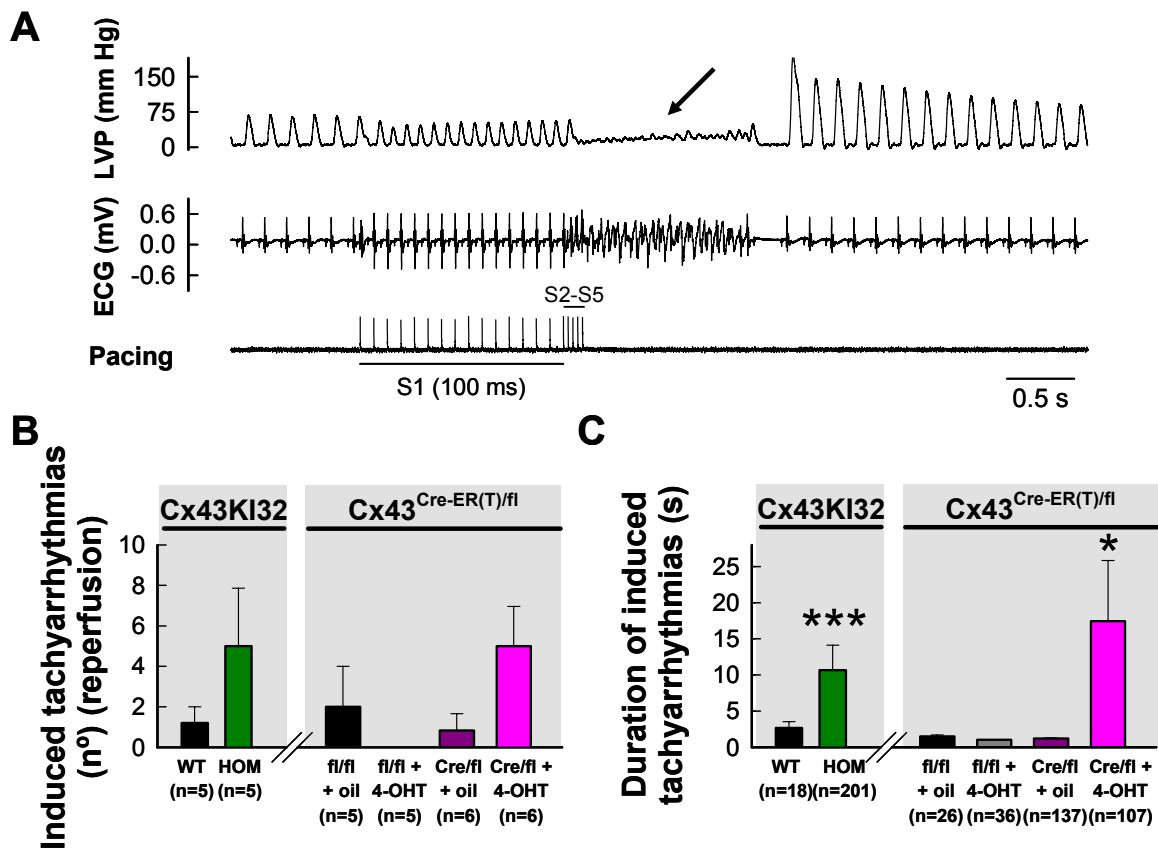 A
LVP (mm Hg)
150
75
0
ECG (mV)
0.6
0.0
-0.6
S2-S5
Pacing
S1 (100 ms)
0.5 s
B
Induced tachyarrhythmias
(nº) (reperfusion)
Cx43KI32
Cx43Cre-ER(T)/fl
10
8
6
4
2
0
WT HOM
(n=5) (n=5)
fl/fl fl/fl + Cre/fl Cre/fl +
+ oil 4-OHT + oil 4-OHT
(n=5) (n=5) (n=6) (n=6)
C
Duration of induced
tachyarrhythmias (s)
Cx43KI32
Cx43Cre-ER(T)/fl
25
20
15
10
5
0
***
*
WT HOM
(n=18)(n=201)
fl/fl fl/fl + Cre/fl Cre/fl +
+ oil 4-OHT + oil 4-OHT
(n=26) (n=36)(n=137)(n=107)